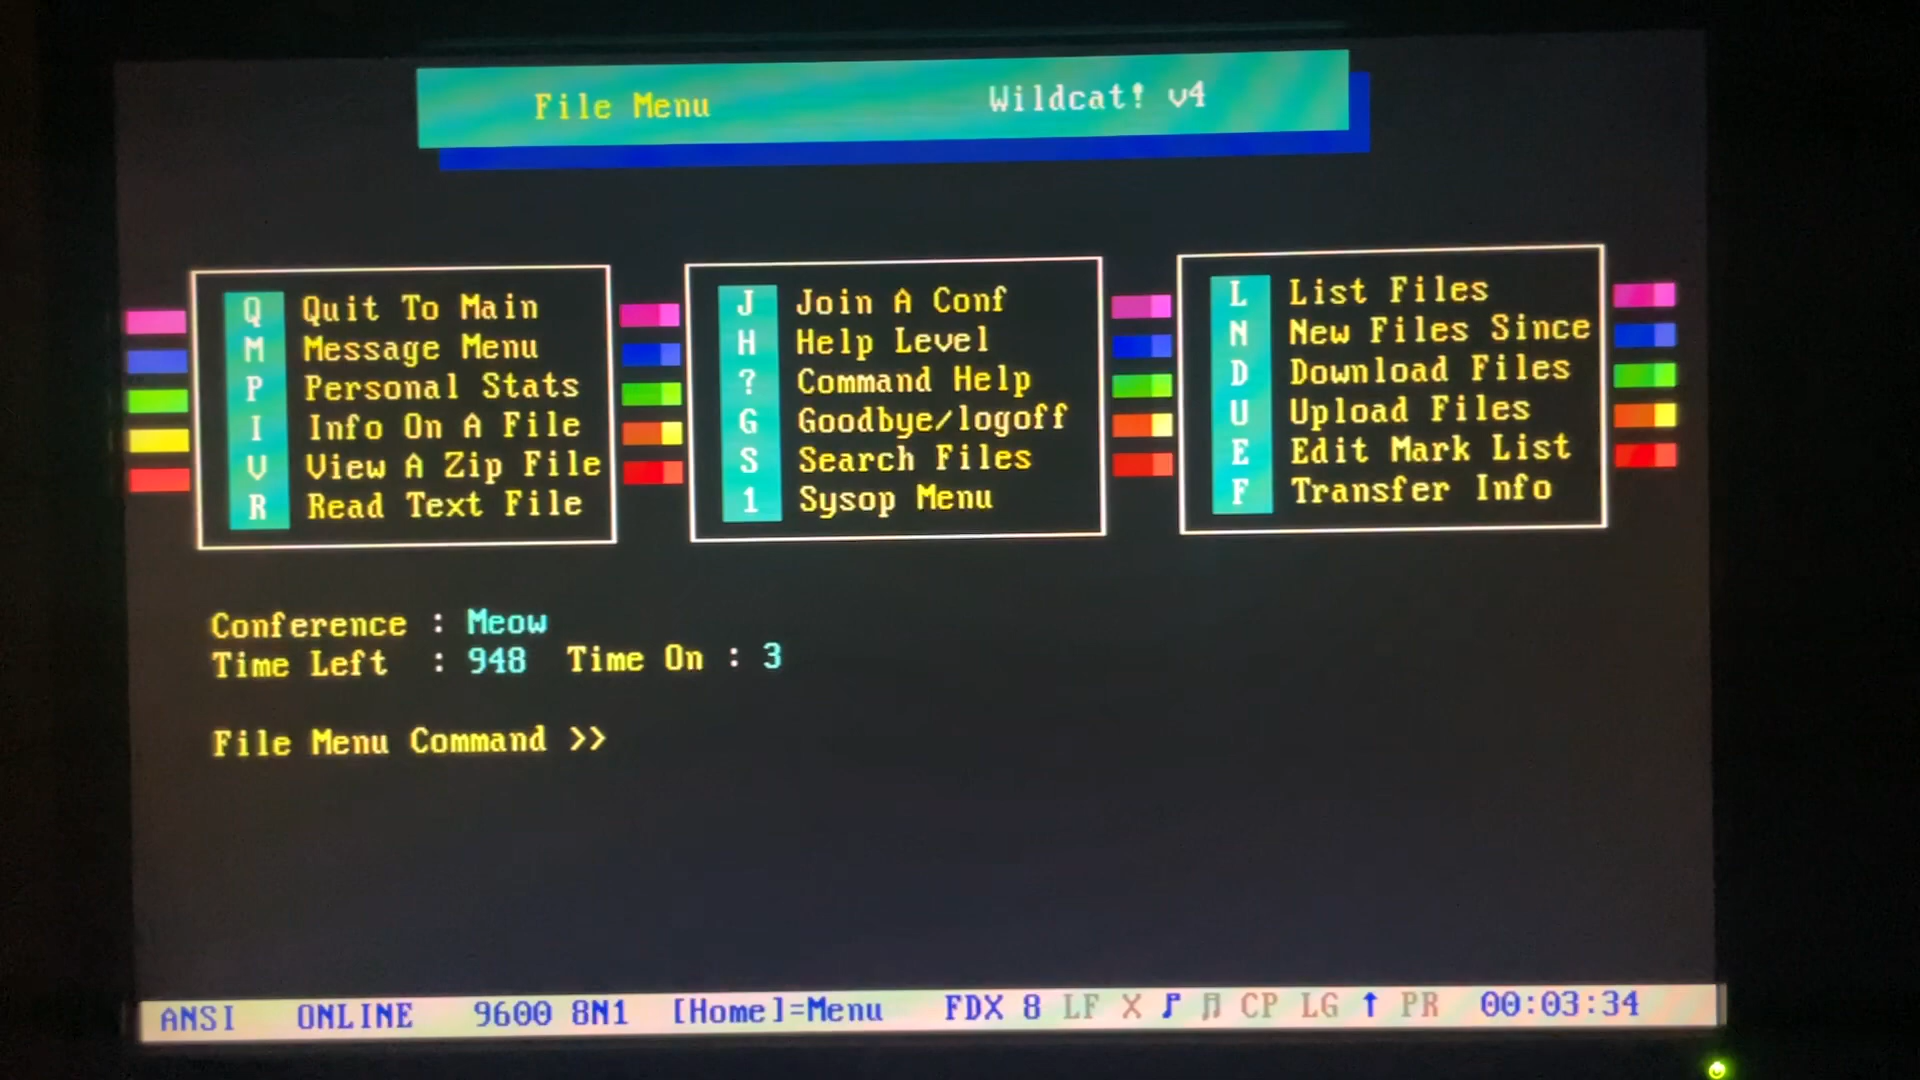 File Menu Wildcat! v4
Q Quit To Main
M Message Menu
P Personal Stats
I Info On A File
V View A Zip File
R Read Text File
J Join A Conf
H Help Level
? Command Help
G Goodbye/logoff
S Search Files
1 Sysop Menu
L List Files
N New Files Since
D Download Files
U Upload Files
E Edit Mark List
F Transfer Info
Conference : Meow
Time Left : 948 Time On : 3
File Menu Command >>
ANSI ONLINE 9600 8N1 [Home]=Menu FDX 8 LF X ♪ ♫ CP LG ↑ PR 00:03:34